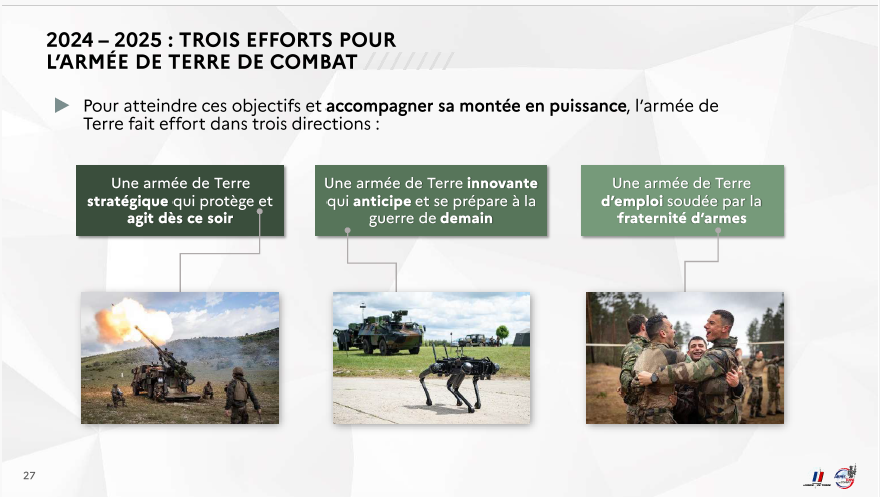 2024 – 2025 : TROIS EFFORTS POUR
L'ARMÉE DE TERRE DE COMBAT
Pour atteindre ces objectifs et accompagner sa montée en puissance, l'armée de
Terre fait effort dans trois directions :
Une armée de Terre
stratégique qui protège et
agit dès ce soir
Une armée de Terre innovante
qui anticipe et se prépare à la
guerre de demain
Une armée de Terre
d'emploi soudée par la
fraternité d'armes
27